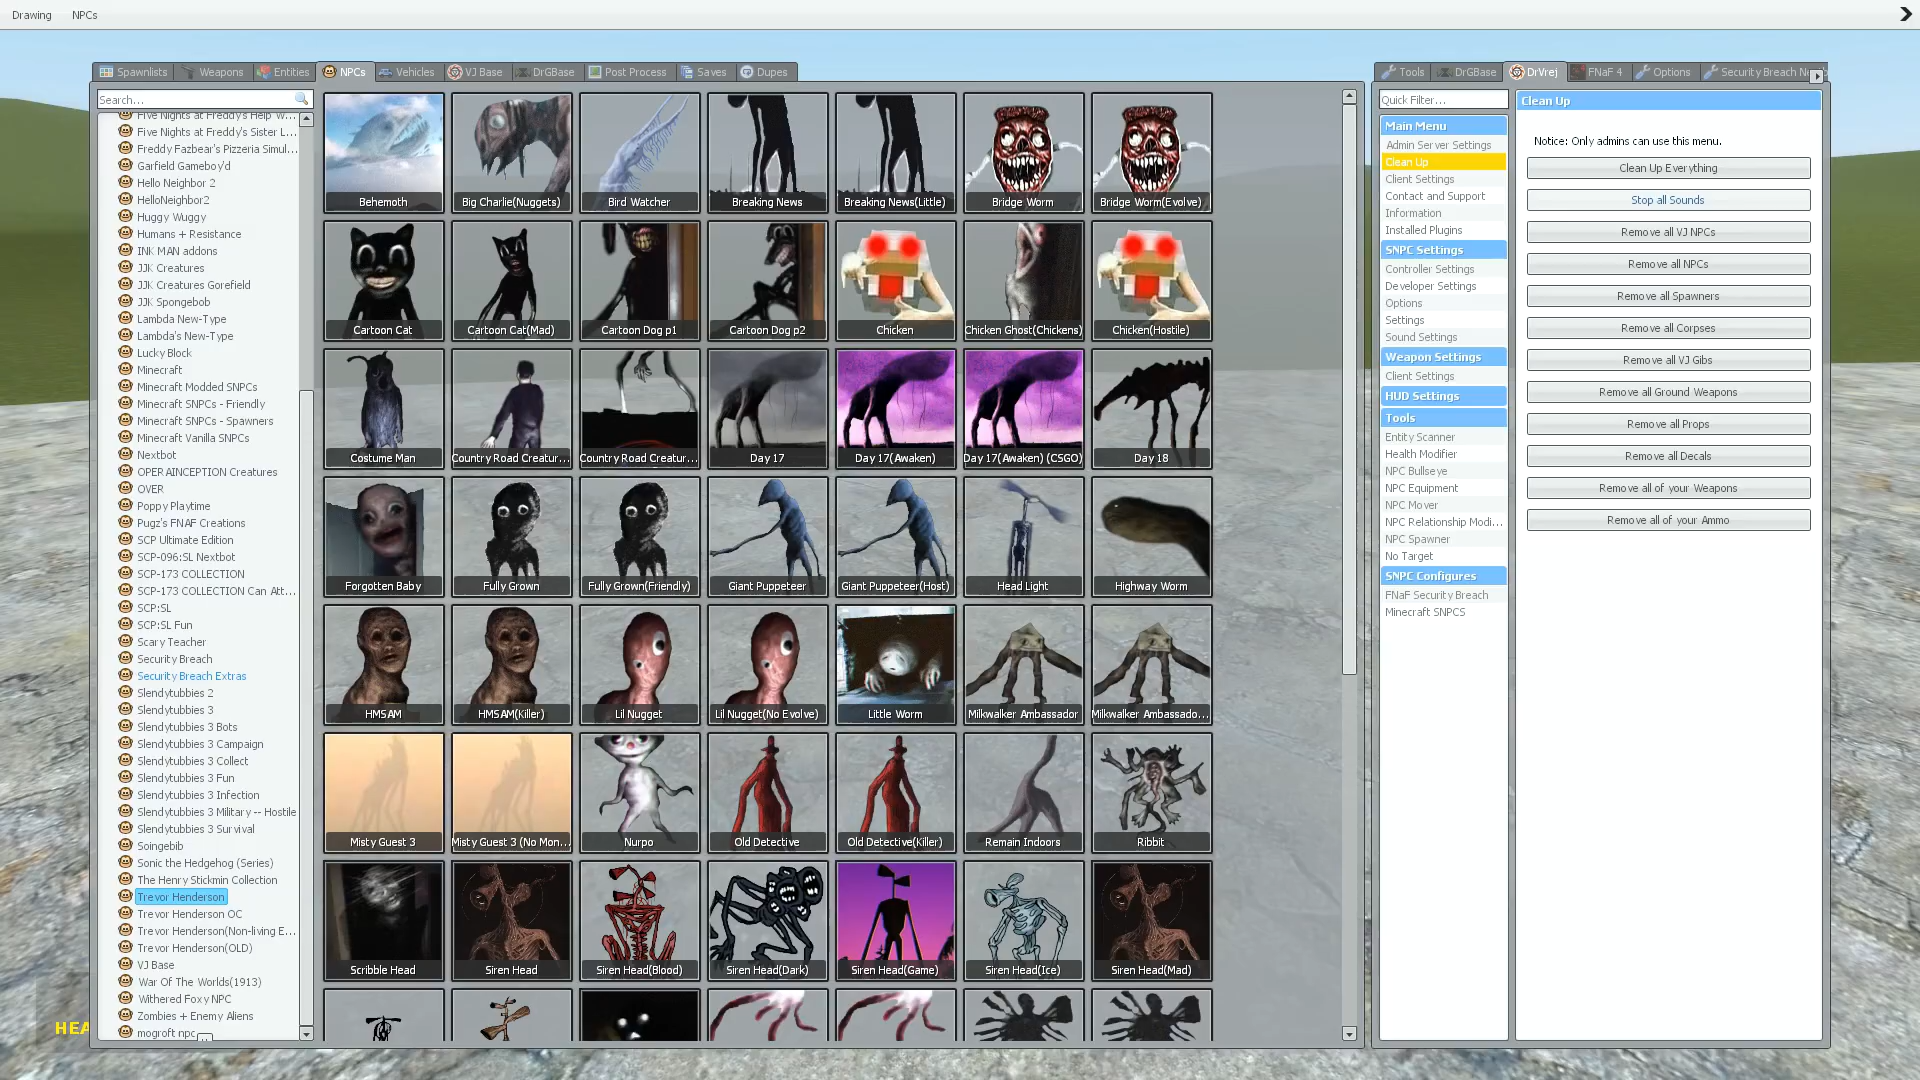 Drawing NPCs
Spawnlists Weapons Entities NPCs Vehicles VJ Base DrGBase Post Process Saves Dupes
Search...
Five Nights at Freddy's Help W...
Five Nights at Freddy's Sister L...
Freddy Fazbear's Pizzeria Simul...
Garfield Gameboy'd
Hello Neighbor 2
HelloNeighbor2
Huggy Wuggy
Humans + Resistance
INK MAN addons
JJK Creatures
JJK Creatures Gorefield
JJK Spongebob
Lambda New-Type
Lambda's New-Type
Lucky Block
Minecraft
Minecraft Modded SNPCs
Minecraft SNPCs - Friendly
Minecraft SNPCs - Spawners
Minecraft Vanilla SNPCs
Nextbot
OPERAINCEPTION Creatures
OVER
Poppy Playtime
Pugz's FNAF Creations
SCP Ultimate Edition
SCP-096:SL Nextbot
SCP-173 COLLECTION
SCP-173 COLLECTION Can Att...
SCP:SL
SCP:SL Fun
Scary Teacher
Security Breach
Security Breach Extras
Slendytubbies 2
Slendytubbies 3
Slendytubbies 3 Bots
Slendytubbies 3 Campaign
Slendytubbies 3 Collect
Slendytubbies 3 Fun
Slendytubbies 3 Infection
Slendytubbies 3 Military -- Hostile
Slendytubbies 3 Survival
Soingebib
Sonic the Hedgehog (Series)
The Henry Stickmin Collection
Trevor Henderson
Trevor Henderson OC
Trevor Henderson(Non-living E...
Trevor Henderson(OLD)
VJ Base
War Of The Worlds(1913)
Withered Foxy NPC
Zombies + Enemy Aliens
mogroft npc
HEA
Behemoth Big Charlie(Nuggets) Bird Watcher Breaking News Breaking News(Little) Bridge Worm Bridge Worm(Evolve)
Cartoon Cat Cartoon Cat(Mad) Cartoon Dog p1 Cartoon Dog p2 Chicken Chicken Ghost(Chickens) Chicken(Hostile)
Costume Man Country Road Creatur... Country Road Creatur... Day 17 Day 17(Awaken) Day 17(Awaken) (CSGO) Day 18
Forgotten Baby Fully Grown Fully Grown(Friendly) Giant Puppeteer Giant Puppeteer(Host) Head Light Highway Worm
HMSAM HMSAM(Killer) Lil Nugget Lil Nugget(No Evolve) Little Worm Milkwalker Ambassador Milkwalker Ambassado...
Misty Guest 3 Misty Guest 3 (No Mon... Nurpo Old Detective Old Detective(Killer) Remain Indoors Ribbit
Scribble Head Siren Head Siren Head(Blood) Siren Head(Dark) Siren Head(Game) Siren Head(Ice) Siren Head(Mad)
Tools DrGBase DrVrej FNaF 4 Options Security Breach
Quick Filter...
Main Menu
Admin Server Settings
Clean Up
Client Settings
Contact and Support
Information
Installed Plugins
SNPC Settings
Controller Settings
Developer Settings
Options
Settings
Sound Settings
Weapon Settings
Client Settings
HUD Settings
Tools
Entity Scanner
Health Modifier
NPC Bullseye
NPC Equipment
NPC Mover
NPC Relationship Modi...
NPC Spawner
No Target
SNPC Configures
FNaF Security Breach
Minecraft SNPCS
Clean Up
Notice: Only admins can use this menu.
Clean Up Everything
Stop all Sounds
Remove all VJ NPCs
Remove all NPCs
Remove all Spawners
Remove all Corpses
Remove all VJ Gibs
Remove all Ground Weapons
Remove all Props
Remove all Decals
Remove all of your Weapons
Remove all of your Ammo